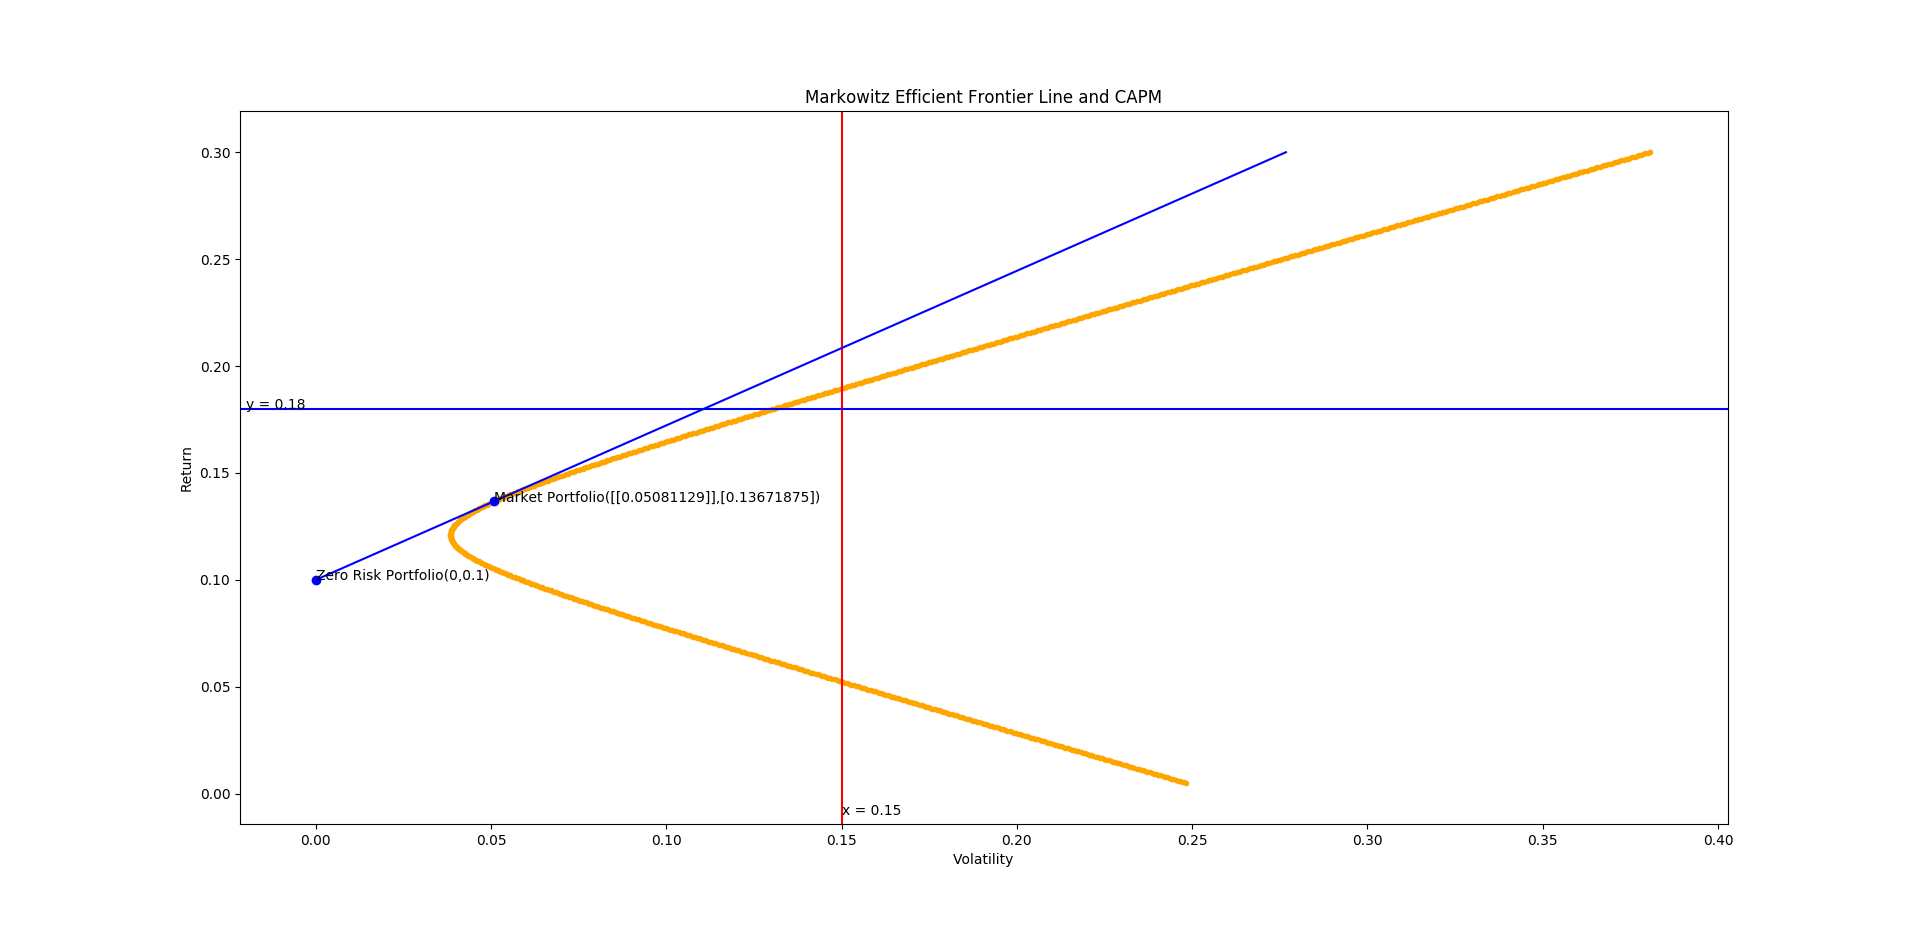 Markowitz Efficient Frontier Line and CAPM
0.30
0.25
0.20
y = 0.18
0.15
Return
Market Portfolio([[0.05081129]],[0.13671875])
0.10
Zero Risk Portfolio(0,0.1)
0.05
0.00
x = 0.15
0.00 0.05 0.10 0.15 0.20 0.25 0.30 0.35 0.40
Volatility